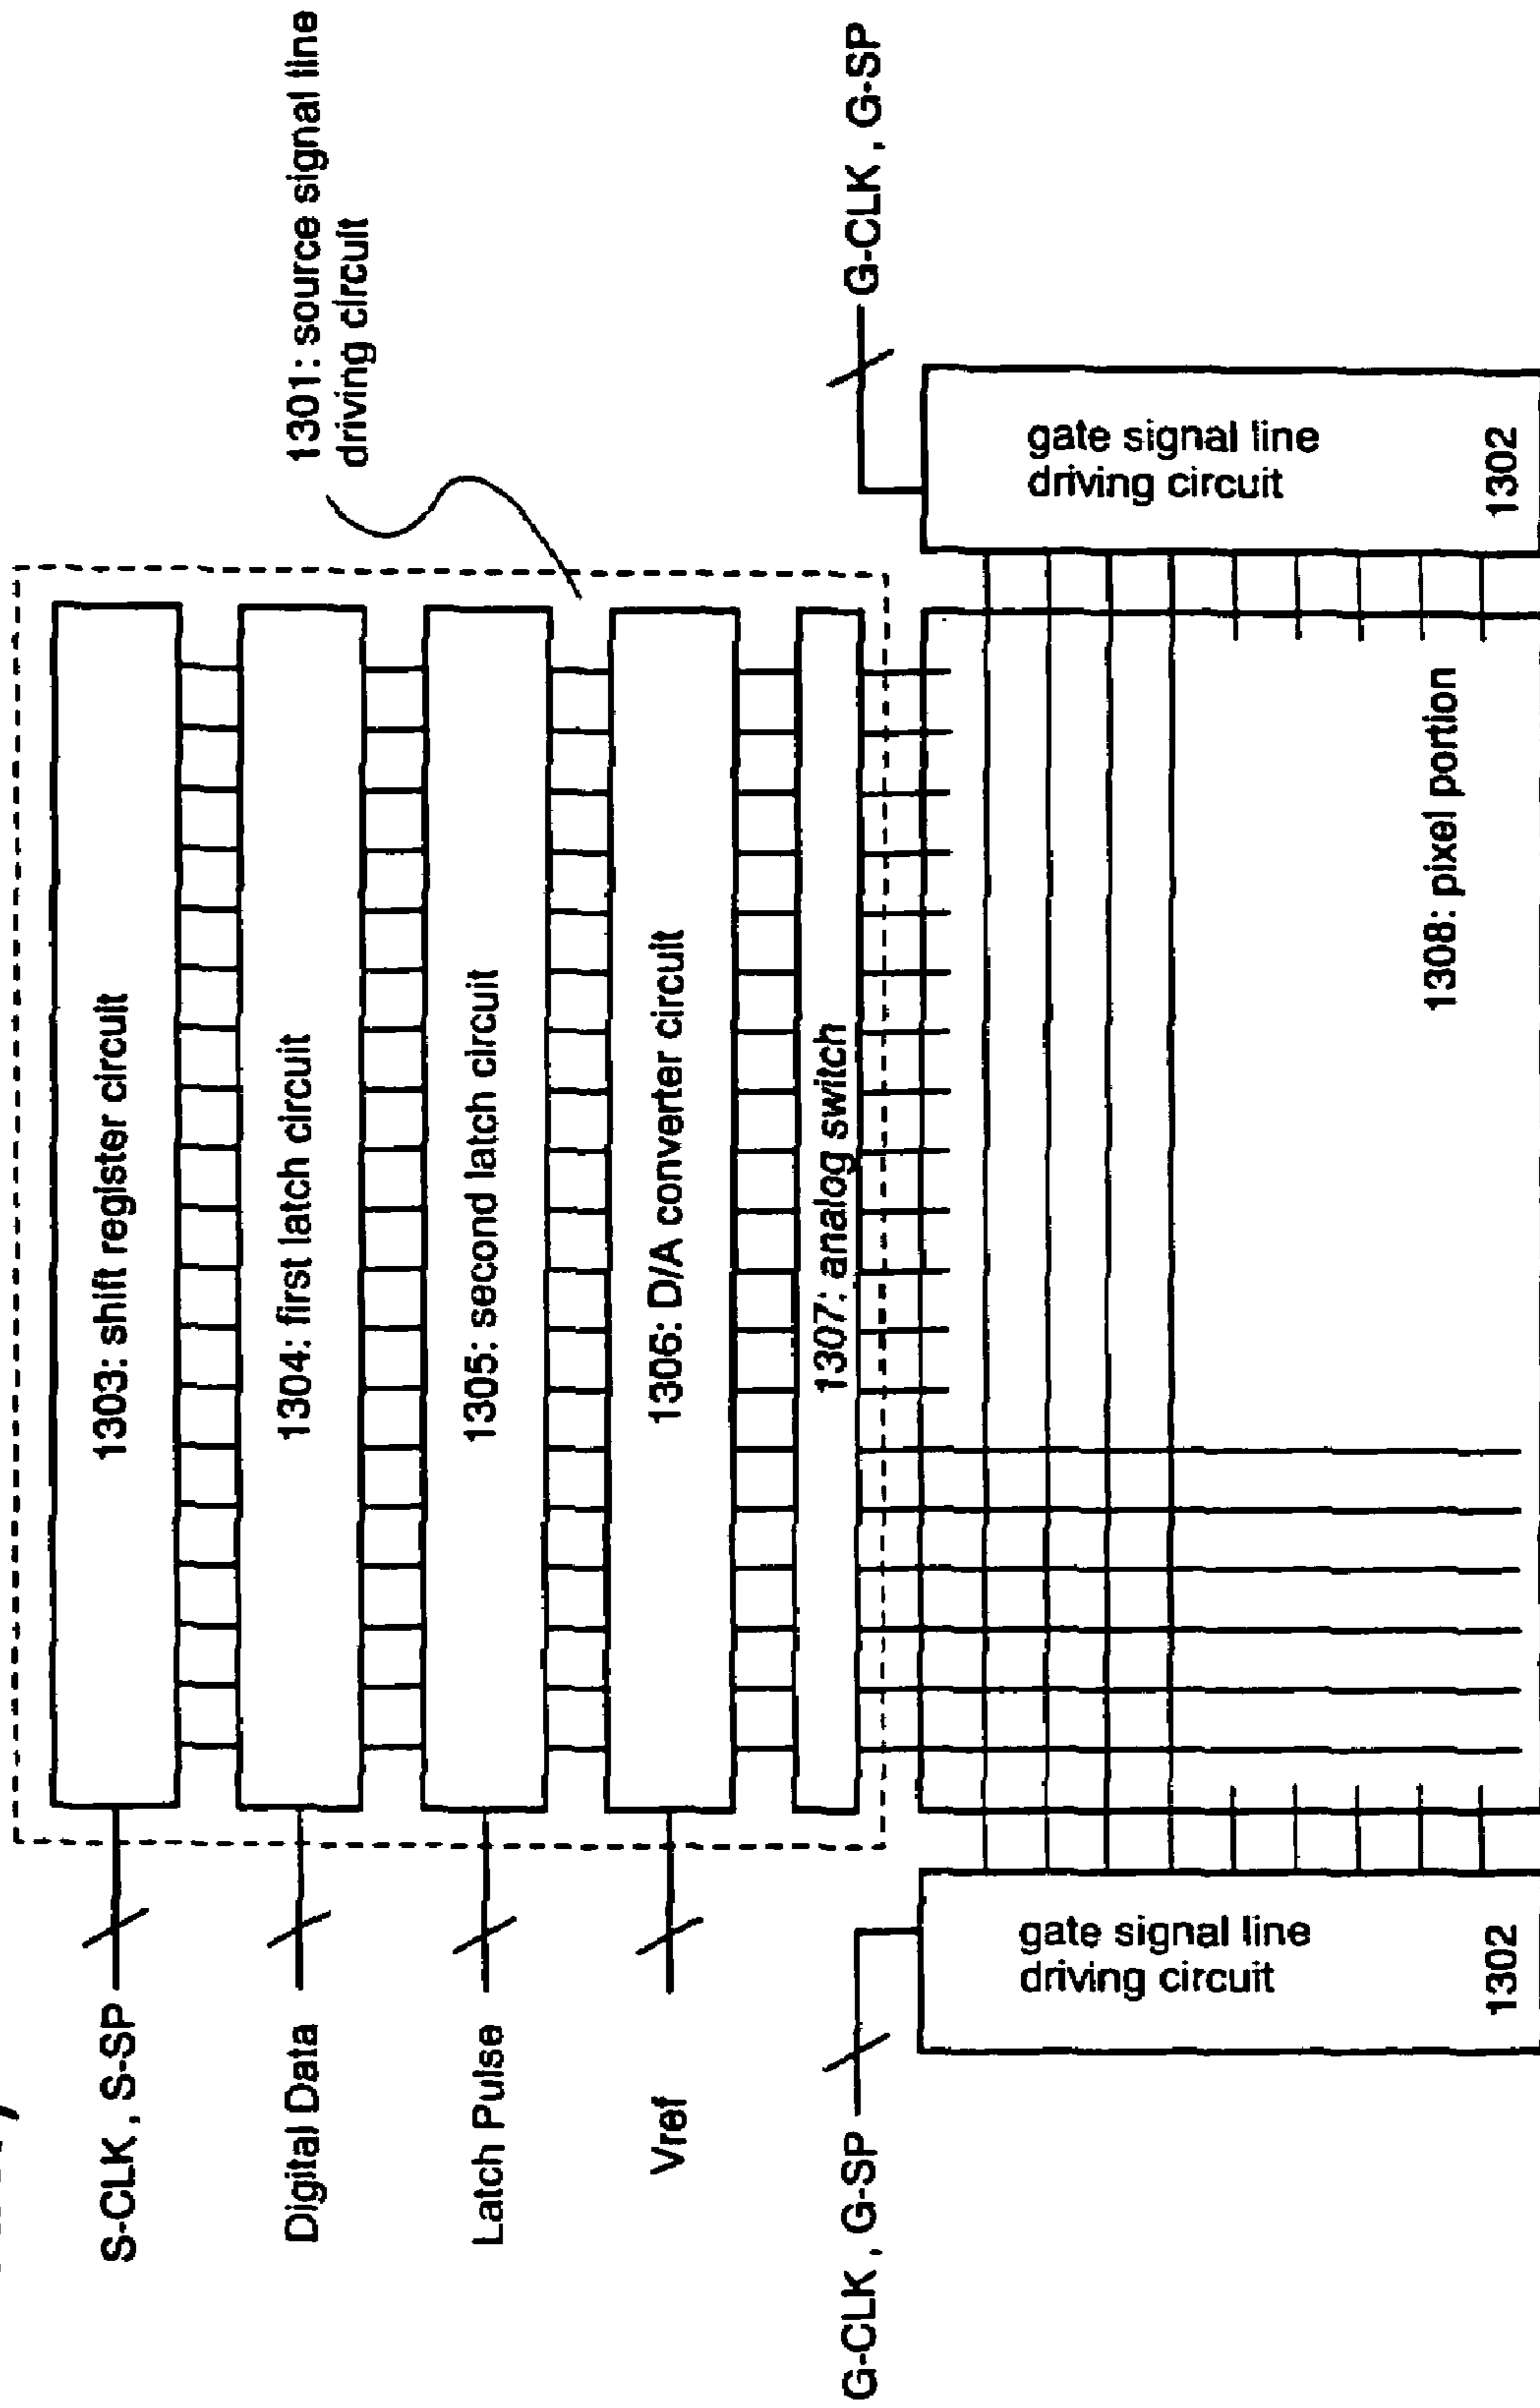 1301: source signal line
driving circuit
S-CLK, S-SP
1303: shift register circuit
Digital Data
1304: first latch circuit
Latch Pulse
1305: second latch circuit
Vref
1306: D/A converter circuit
1307: analog switch
G-CLK, G-SP
G-CLK, G-SP
gate signal line
driving circuit
1302
1308: pixel portion
gate signal line
driving circuit
1302